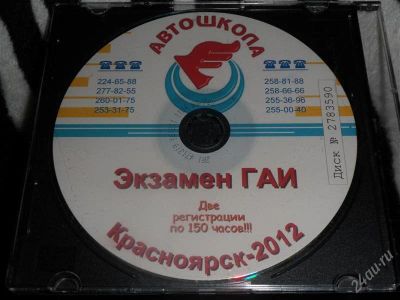 АВТОШКОЛА
224-65-88
277-82-55
260-01-75
253-31-75
258-81-88
258-66-66
255-36-96
255-00-40
Диск № 2783590
Экзамен ГАИ
Две
регистрации
по 150 часов!!!
Красноярск-2012
24au.ru